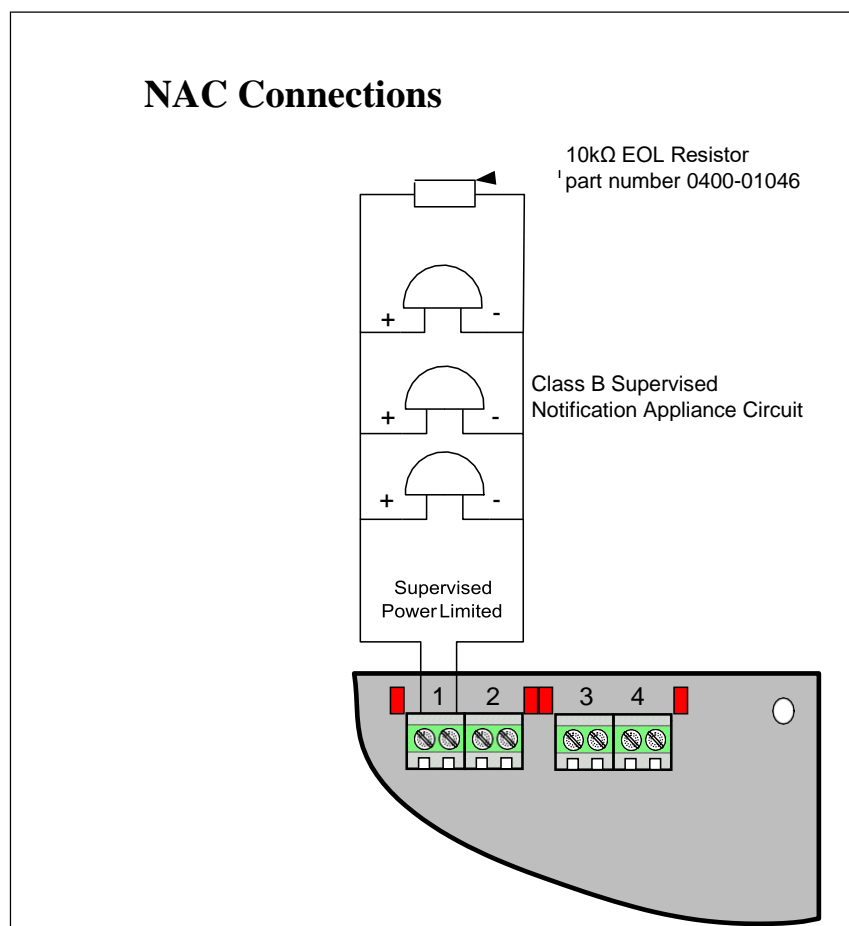 NAC Connections
10kΩ EOL Resistor
part number 0400-01046
+ -
Class B Supervised
+ -
Notification Appliance Circuit
+ -
Supervised
Power Limited
1 2 3 4